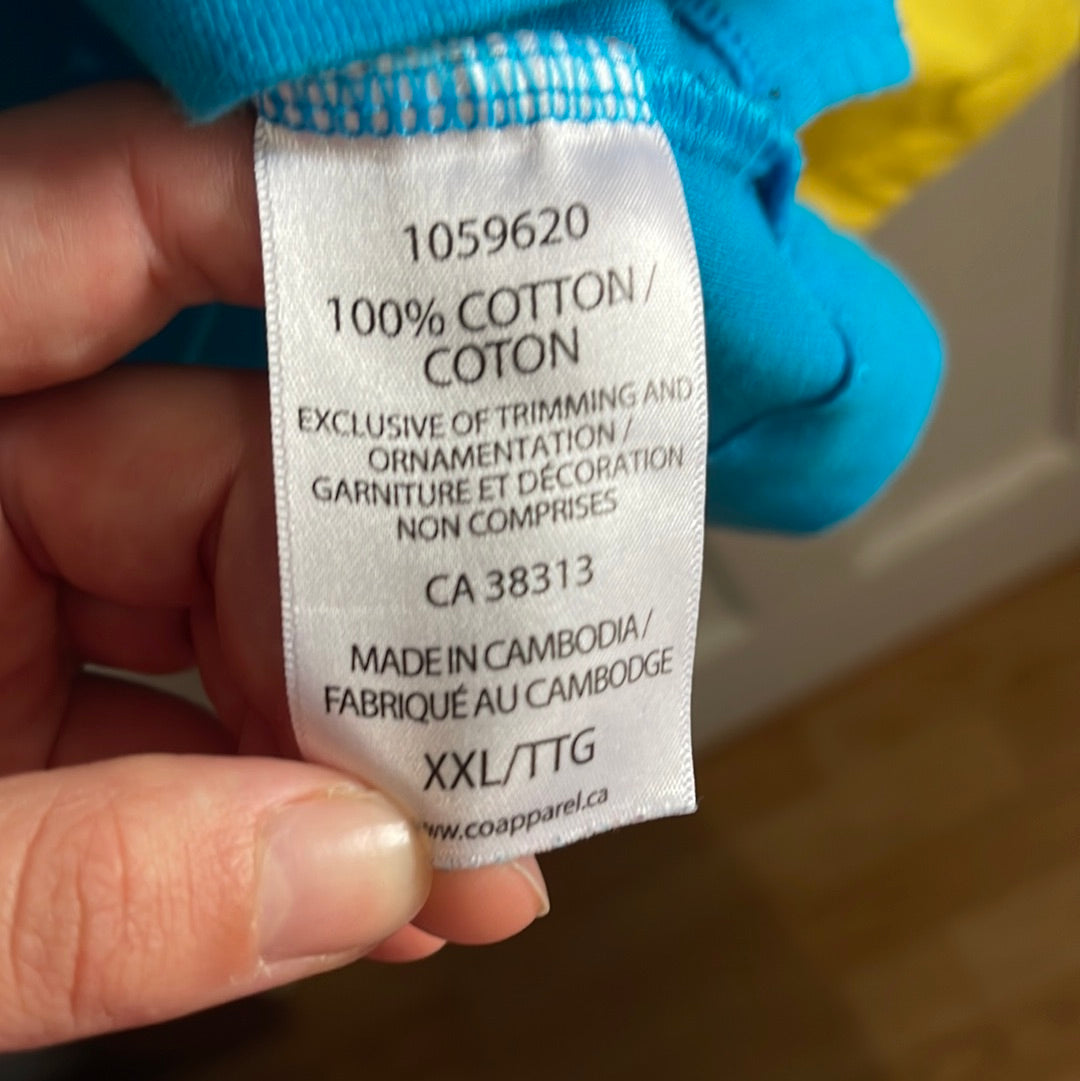 1059620
100% COTTON /
COTON
EXCLUSIVE OF TRIMMING AND
ORNAMENTATION /
GARNITURE ET DÉCORATION
NON COMPRISES
CA 38313
MADE IN CAMBODIA /
FABRIQUÉ AU CAMBODGE
XXL/TTG
ww.coapparel.ca